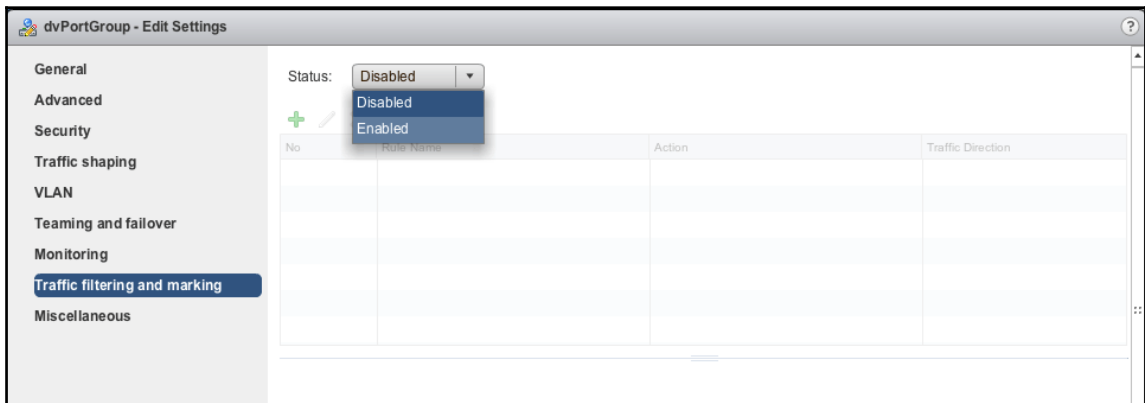 dvPortGroup - Edit Settings
?
General
Advanced
Security
Traffic shaping
VLAN
Teaming and failover
Monitoring
Traffic filtering and marking
Miscellaneous
Status: Disabled
Disabled
Enabled
No Rule Name Action Traffic Direction